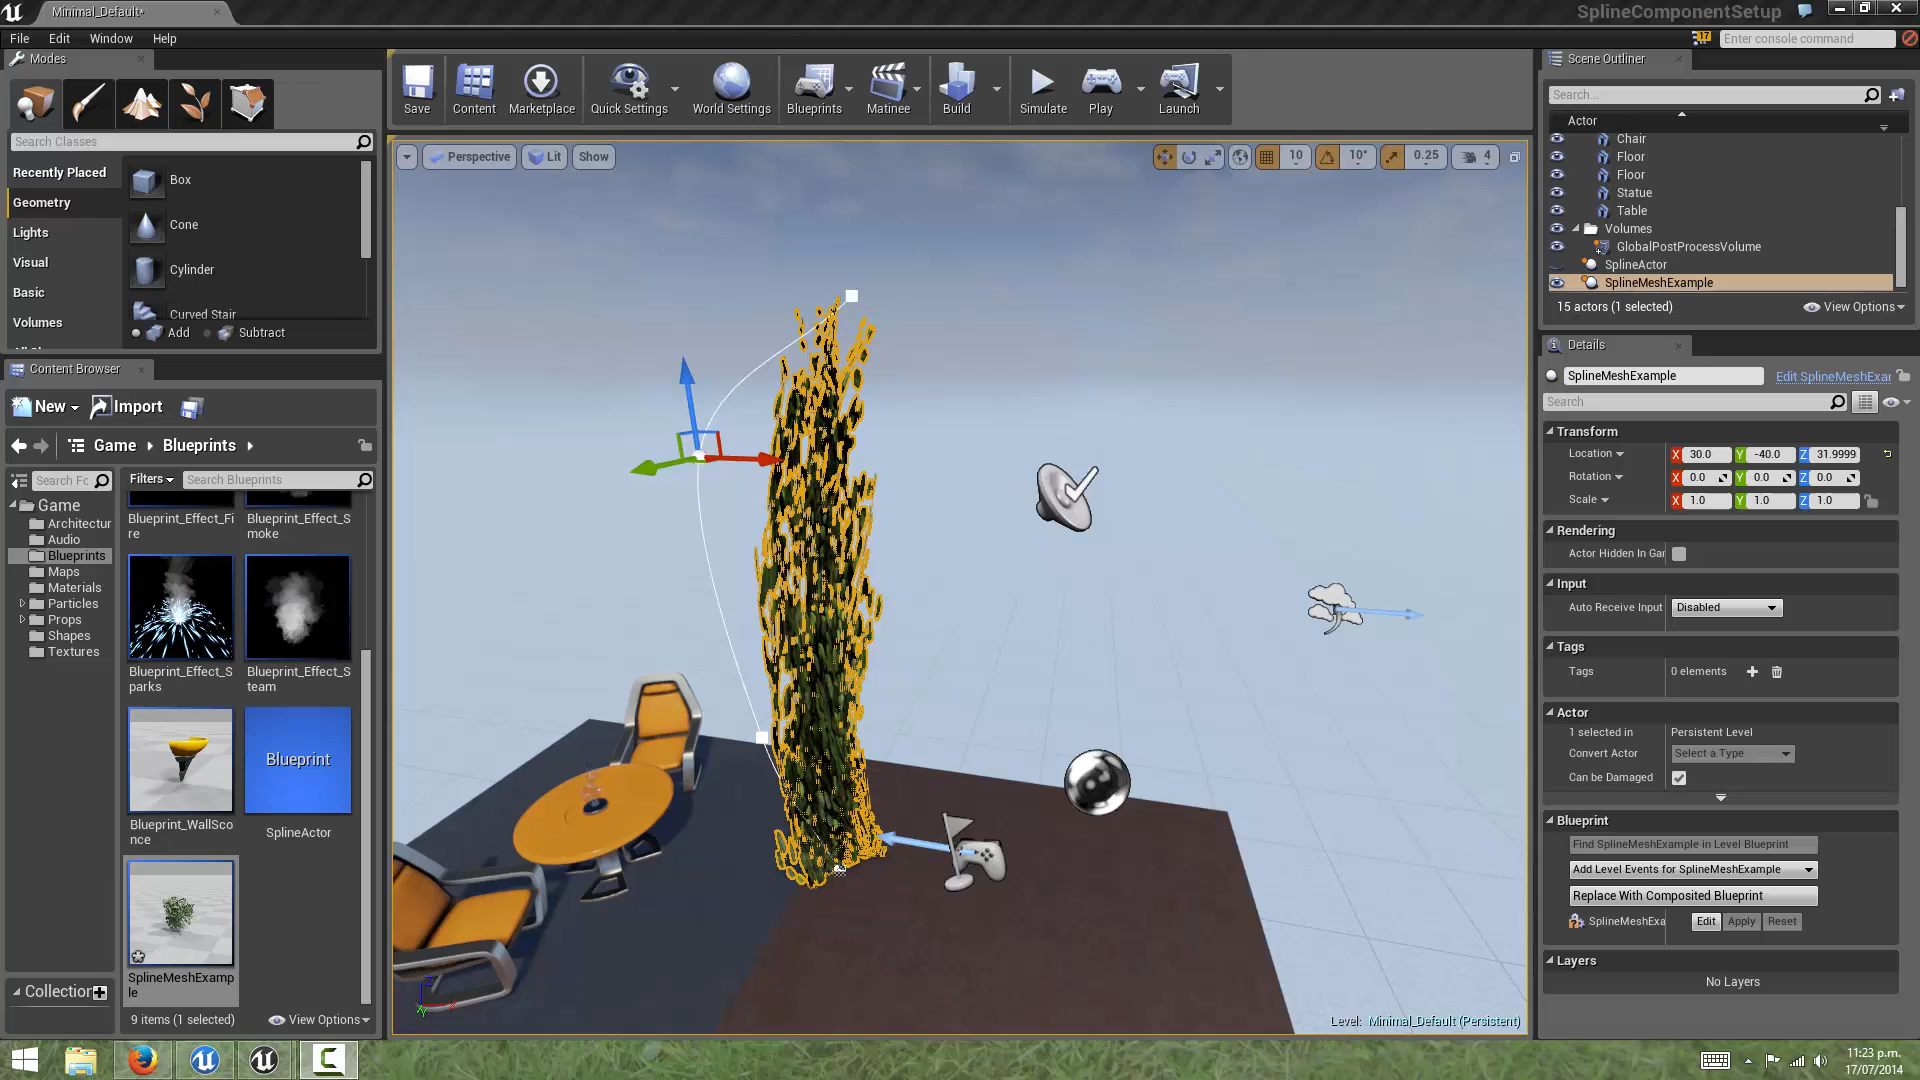 Minimal_Default*
SplineComponentSetup
File Edit Window Help
17
Enter console command
Modes
Search Classes
Recently Placed
Geometry
Lights
Visual
Basic
Volumes
Box
Cone
Cylinder
Curved Stair
Add Subtract
Save
Content
Marketplace
Quick Settings
World Settings
Blueprints
Matinee
Build
Simulate
Play
Launch
Perspective
Lit
Show
10
10°
0.25
4
Level: Minimal_Default (Persistent)
Content Browser
New Import
Game Blueprints
Search Fo
Game
Architectur
Audio
Blueprints
Maps
Materials
Particles
Props
Shapes
Textures
Collection
Filters Search Blueprints
Blueprint_Effect_Fi
re
Blueprint_Effect_S
moke
Blueprint_Effect_S
parks
Blueprint_Effect_S
team
Blueprint_WallSco
nce
Blueprint
SplineActor
SplineMeshExamp
le
9 items (1 selected)
View Options
Scene Outliner
Search...
Actor
Chair
Floor
Floor
Statue
Table
Volumes
GlobalPostProcessVolume
SplineActor
SplineMeshExample
15 actors (1 selected)
View Options
Details
SplineMeshExample
Edit SplineMeshExar
Search
Transform
Location X 30.0 Y -40.0 Z 31.9999
Rotation X 0.0 Y 0.0 Z 0.0
Scale X 1.0 Y 1.0 Z 1.0
Rendering
Actor Hidden In Gar
Input
Auto Receive Input Disabled
Tags
Tags 0 elements
Actor
1 selected in Persistent Level
Convert Actor Select a Type
Can be Damaged
Blueprint
Find SplineMeshExample in Level Blueprint
Add Level Events for SplineMeshExample
Replace With Composited Blueprint
SplineMeshExa Edit Apply Reset
Layers
No Layers
11:23 p.m.
17/07/2014